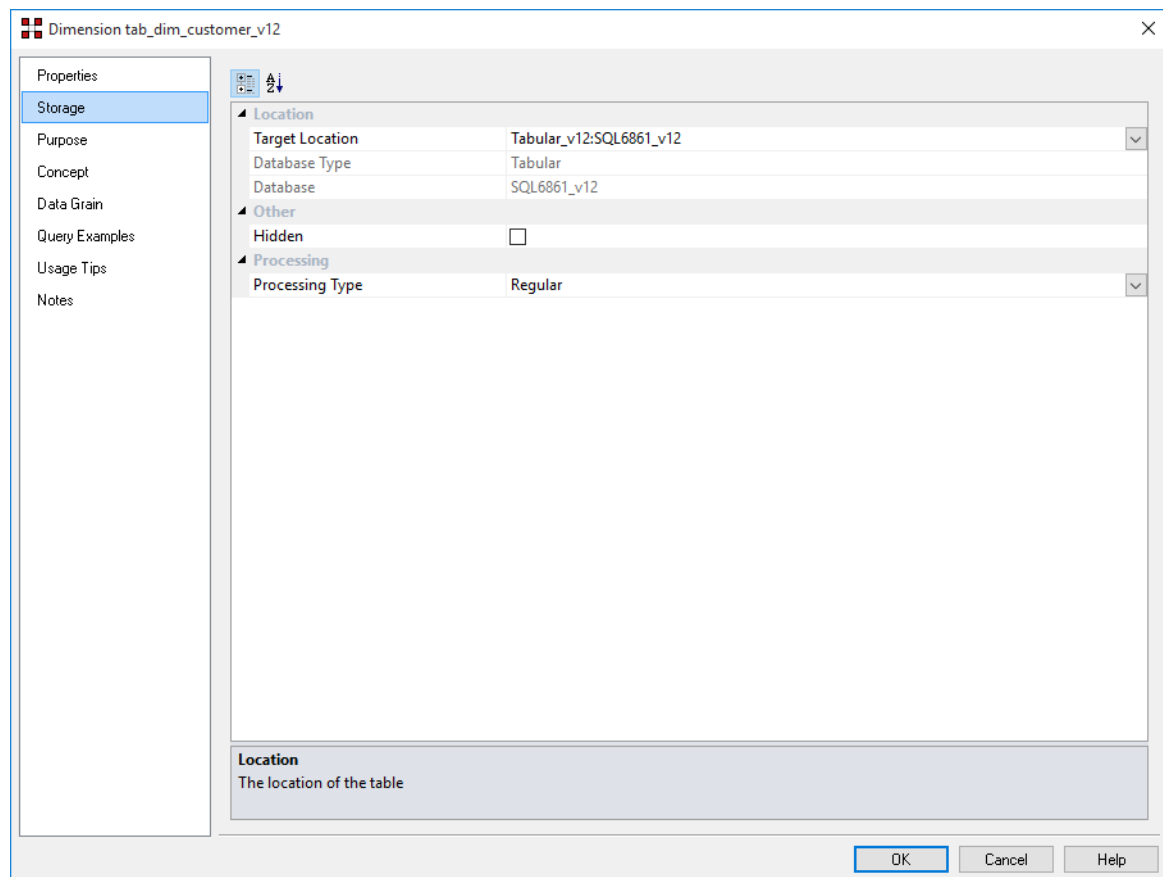 Dimension tab_dim_customer_v12
Properties
Storage
Purpose
Concept
Data Grain
Query Examples
Usage Tips
Notes
A Z
Location
Target Location Tabular_v12:SQL6861_v12
Database Type Tabular
Database SQL6861_v12
Other
Hidden
Processing
Processing Type Regular
Location
The location of the table
OK Cancel Help